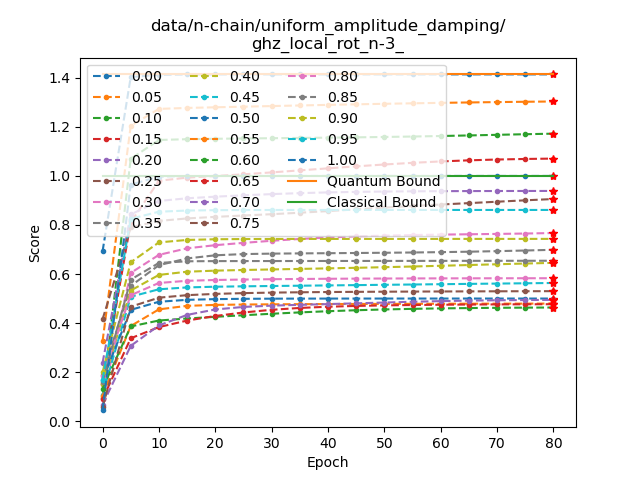 data/n-chain/uniform_amplitude_damping/
ghz_local_rot_n-3_
Score
1.4
1.2
1.0
0.8
0.6
0.4
0.2
0.0
0.00 0.40 0.80
0.05 0.45 0.85
0.10 0.50 0.90
0.15 0.55 0.95
0.20 0.60 1.00
0.25 0.65 Quantum Bound
0.30 0.70 Classical Bound
0.35 0.75
0 10 20 30 40 50 60 70 80
Epoch